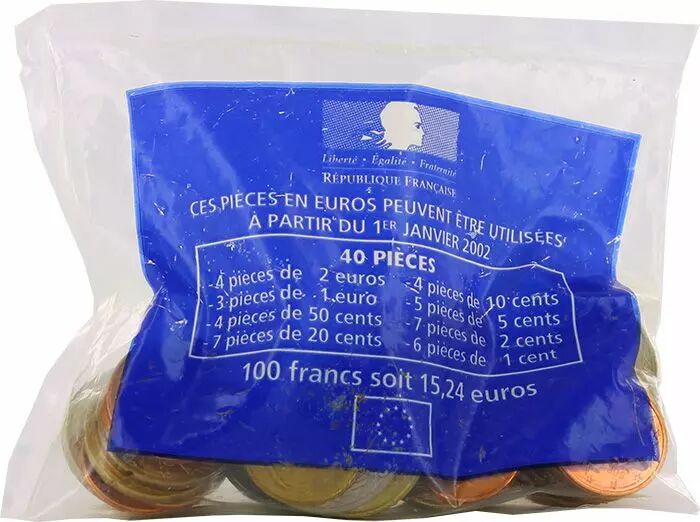 Liberté • Égalité • Fraternité
RÉPUBLIQUE FRANÇAISE
CES PIÈCES EN EUROS PEUVENT ÊTRE UTILISÉES
À PARTIR DU 1ER JANVIER 2002
40 PIÈCES
-4 pièces de 2 euros -4 pièces de 10 cents
-3 pièces de 1 euro -5 pièces de 5 cents
-4 pièces de 50 cents -7 pièces de 2 cents
-7 pièces de 20 cents -6 pièces de 1 cent
100 francs soit 15,24 euros